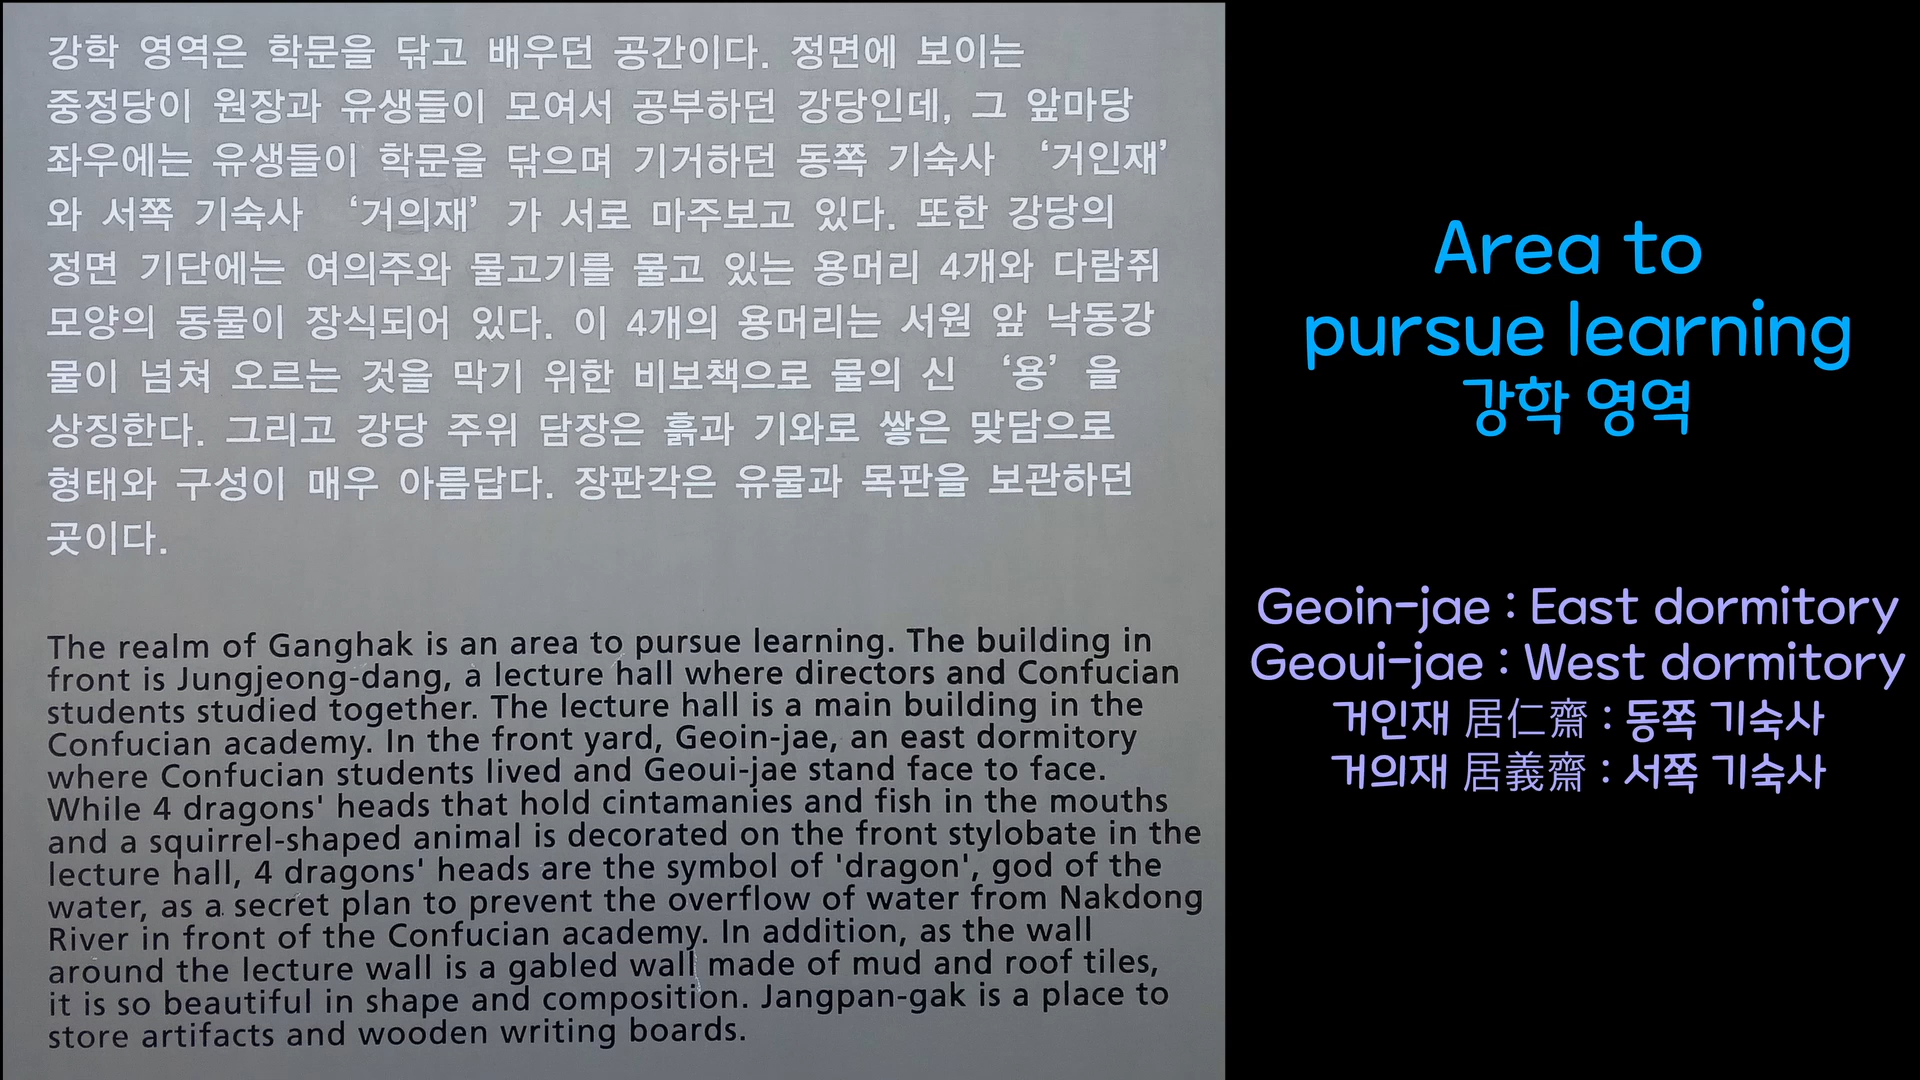 강학 영역은 학문을 닦고 배우던 공간이다. 정면에 보이는
중정당이 원장과 유생들이 모여서 공부하던 강당인데, 그 앞마당
좌우에는 유생들이 학문을 닦으며 기거하던 동쪽 기숙사 ‘거인재’
와 서쪽 기숙사 ‘거의재’ 가 서로 마주보고 있다. 또한 강당의
정면 기단에는 여의주와 물고기를 물고 있는 용머리 4개와 다람쥐
모양의 동물이 장식되어 있다. 이 4개의 용머리는 서원 앞 낙동강
물이 넘쳐 오르는 것을 막기 위한 비보책으로 물의 신 ‘용’ 을
상징한다. 그리고 강당 주위 담장은 흙과 기와로 쌓은 맞담으로
형태와 구성이 매우 아름답다. 장판각은 유물과 목판을 보관하던
곳이다.
The realm of Ganghak is an area to pursue learning. The building in
front is Jungjeong-dang, a lecture hall where directors and Confucian
students studied together. The lecture hall is a main building in the
Confucian academy. In the front yard, Geoin-jae, an east dormitory
where Confucian students lived and Geoui-jae stand face to face.
While 4 dragons' heads that hold cintamanies and fish in the mouths
and a squirrel-shaped animal is decorated on the front stylobate in the
lecture hall, 4 dragons' heads are the symbol of 'dragon', god of the
water, as a secret plan to prevent the overflow of water from Nakdong
River in front of the Confucian academy. In addition, as the wall
around the lecture wall is a gabled wall made of mud and roof tiles,
it is so beautiful in shape and composition. Jangpan-gak is a place to
store artifacts and wooden writing boards.
Area to
pursue learning
강학 영역
Geoin-jae : East dormitory
Geoui-jae : West dormitory
거인재 居仁齋 : 동쪽 기숙사
거의재 居義齋 : 서쪽 기숙사